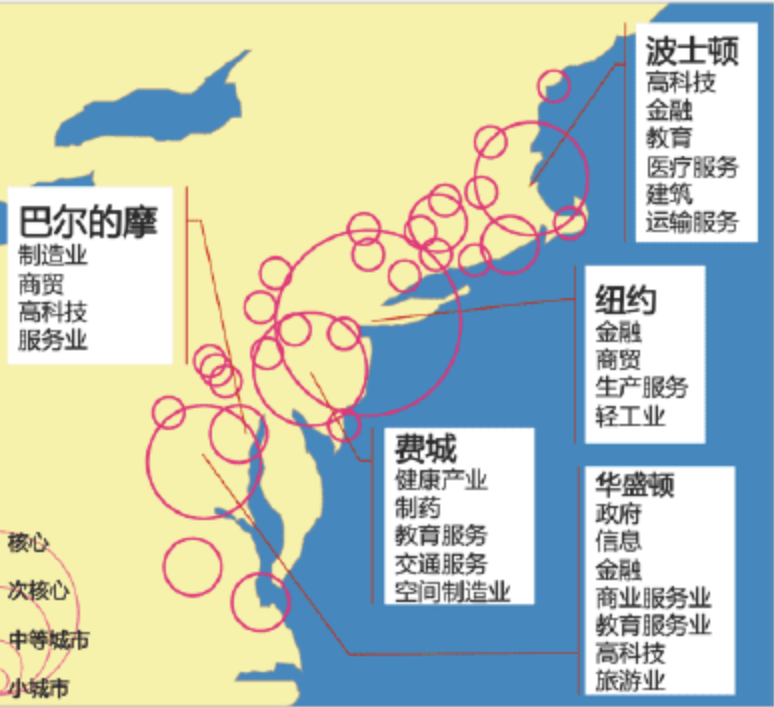 波士顿
高科技
金融
教育
医疗服务
建筑
运输服务
巴尔的摩
制造业
商贸
高科技
服务业
纽约
金融
商贸
生产服务
轻工业
费城
健康产业
制药
教育服务
交通服务
空间制造业
华盛顿
政府
信息
金融
商业服务业
教育服务业
高科技
旅游业
核心
次核心
中等城市
小城市